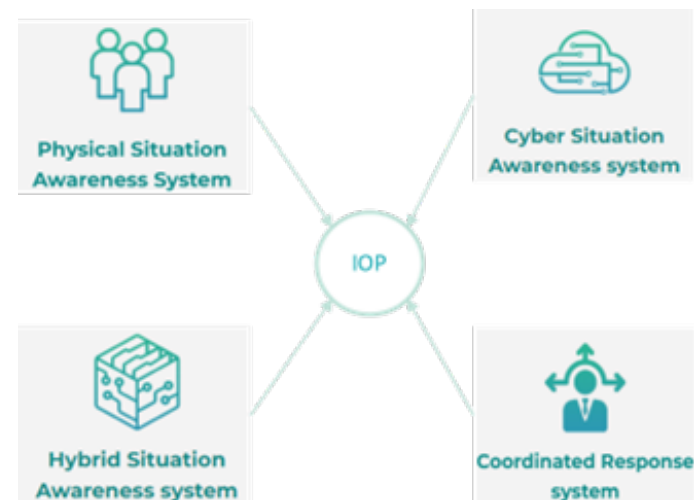 Physical Situation
Awareness System
Cyber Situation
Awareness system
IOP
Hybrid Situation
Awareness system
Coordinated Response
system